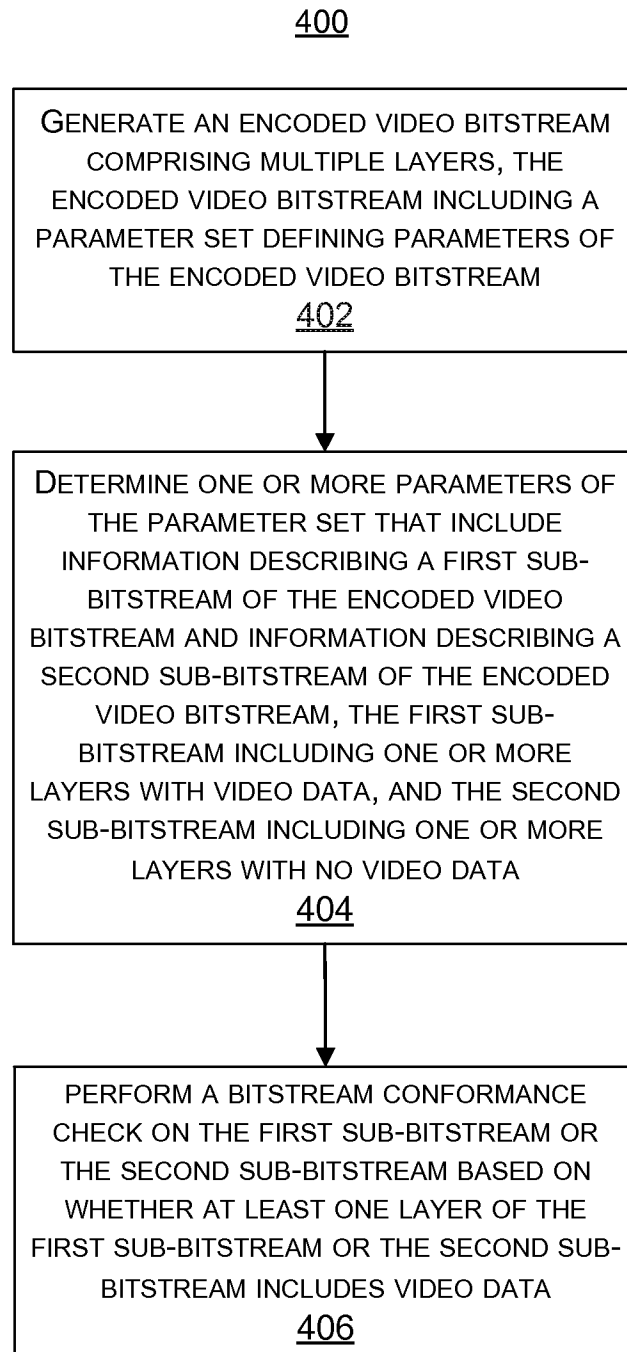 400
GENERATE AN ENCODED VIDEO BITSTREAM
COMPRISING MULTIPLE LAYERS, THE
ENCODED VIDEO BITSTREAM INCLUDING A
PARAMETER SET DEFINING PARAMETERS OF
THE ENCODED VIDEO BITSTREAM
402
DETERMINE ONE OR MORE PARAMETERS OF
THE PARAMETER SET THAT INCLUDE
INFORMATION DESCRIBING A FIRST SUB-
BITSTREAM OF THE ENCODED VIDEO
BITSTREAM AND INFORMATION DESCRIBING A
SECOND SUB-BITSTREAM OF THE ENCODED
VIDEO BITSTREAM, THE FIRST SUB-
BITSTREAM INCLUDING ONE OR MORE
LAYERS WITH VIDEO DATA, AND THE SECOND
SUB-BITSTREAM INCLUDING ONE OR MORE
LAYERS WITH NO VIDEO DATA
404
PERFORM A BITSTREAM CONFORMANCE
CHECK ON THE FIRST SUB-BITSTREAM OR
THE SECOND SUB-BITSTREAM BASED ON
WHETHER AT LEAST ONE LAYER OF THE
FIRST SUB-BITSTREAM OR THE SECOND SUB-
BITSTREAM INCLUDES VIDEO DATA
406